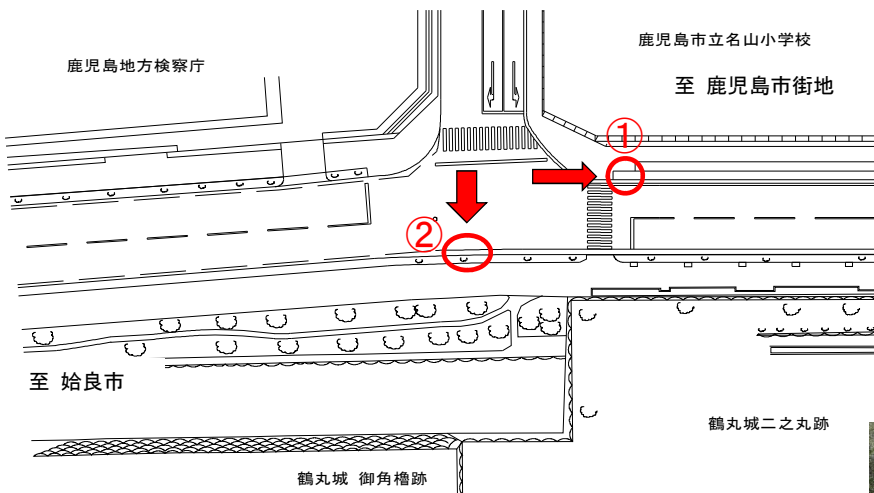 鹿児島市立名山小学校
鹿児島地方検察庁
至 鹿児島市街地
①
②
至 姶良市
鶴丸城二之丸跡
鶴丸城 御角櫓跡